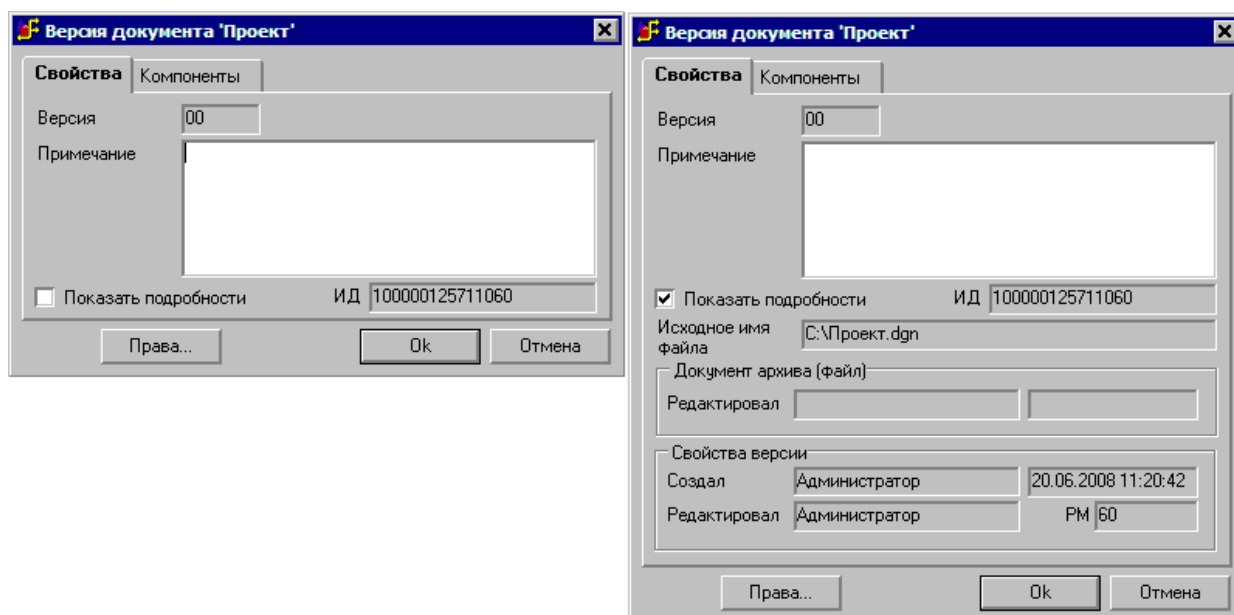 Версия документа 'Проект'
Свойства Компоненты
Версия 00
Примечание
Показать подробности ИД 100000125711060
Права... Ok Отмена
Версия документа 'Проект'
Свойства Компоненты
Версия 00
Примечание
Показать подробности ИД 100000125711060
Исходное имя
файла C:\Проект.dgn
Документ архива (файл)
Редактировал
Свойства версии
Создал Администратор 20.06.2008 11:20:42
Редактировал Администратор РМ 60
Права... Ok Отмена